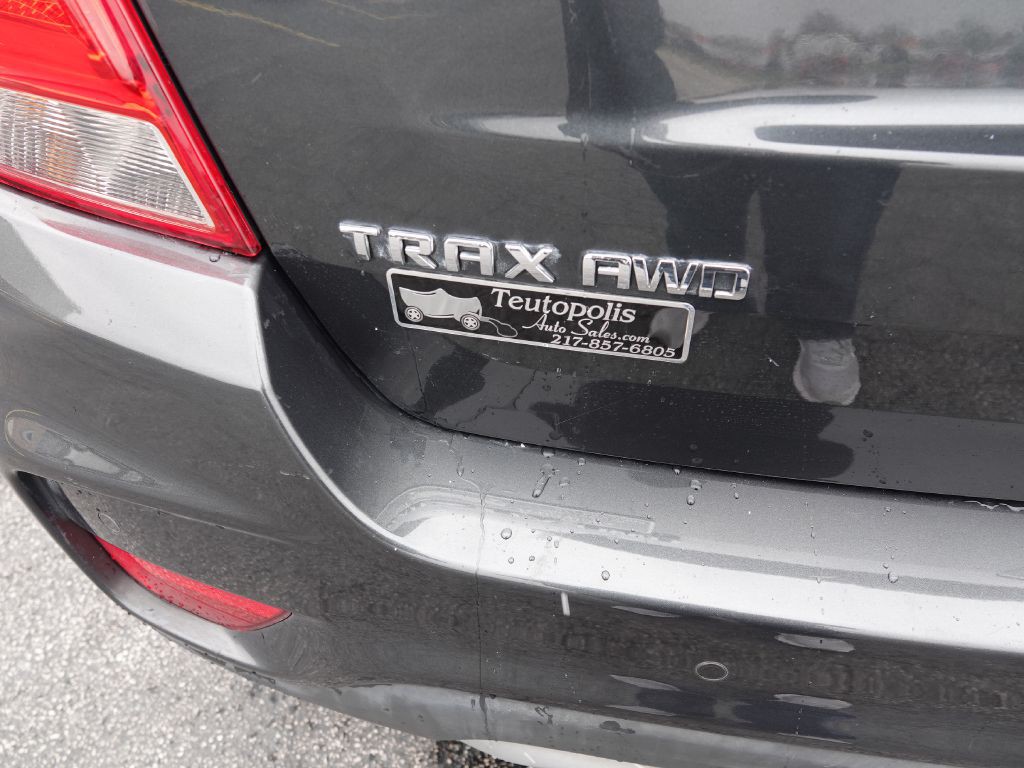 TRAX AWD
Teutopolis
Auto Sales.com
217-857-6805